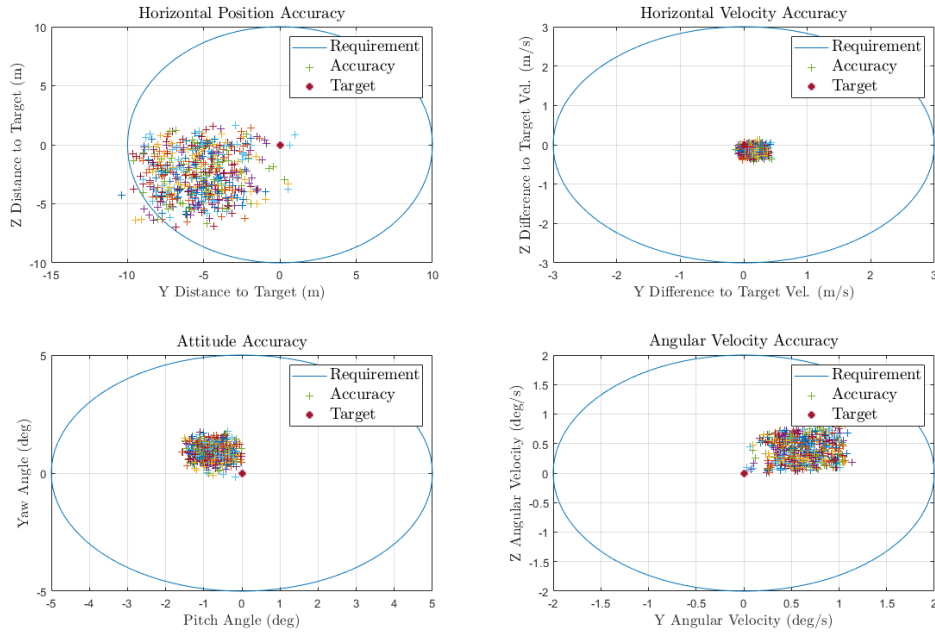 Horizontal Position Accuracy
10
5
0
-5
-10
Z Distance to Target (m)
-15
-10
-5
0
5
10
Y Distance to Target (m)
Requirement
Accuracy
Target
Horizontal Velocity Accuracy
3
2
1
0
-1
-2
-3
Z Difference to Target Vel. (m/s)
-3
-2
-1
0
1
2
3
Y Difference to Target Vel. (m/s)
Requirement
Accuracy
Target
Attitude Accuracy
5
0
-5
Yaw Angle (deg)
-5
-4
-3
-2
-1
0
1
2
3
4
5
Pitch Angle (deg)
Requirement
Accuracy
Target
Angular Velocity Accuracy
2
1.5
1
0.5
0
-0.5
-1
-1.5
-2
Z Angular Velocity (deg/s)
-2
-1.5
-1
-0.5
0
0.5
1
1.5
2
Y Angular Velocity (deg/s)
Requirement
Accuracy
Target